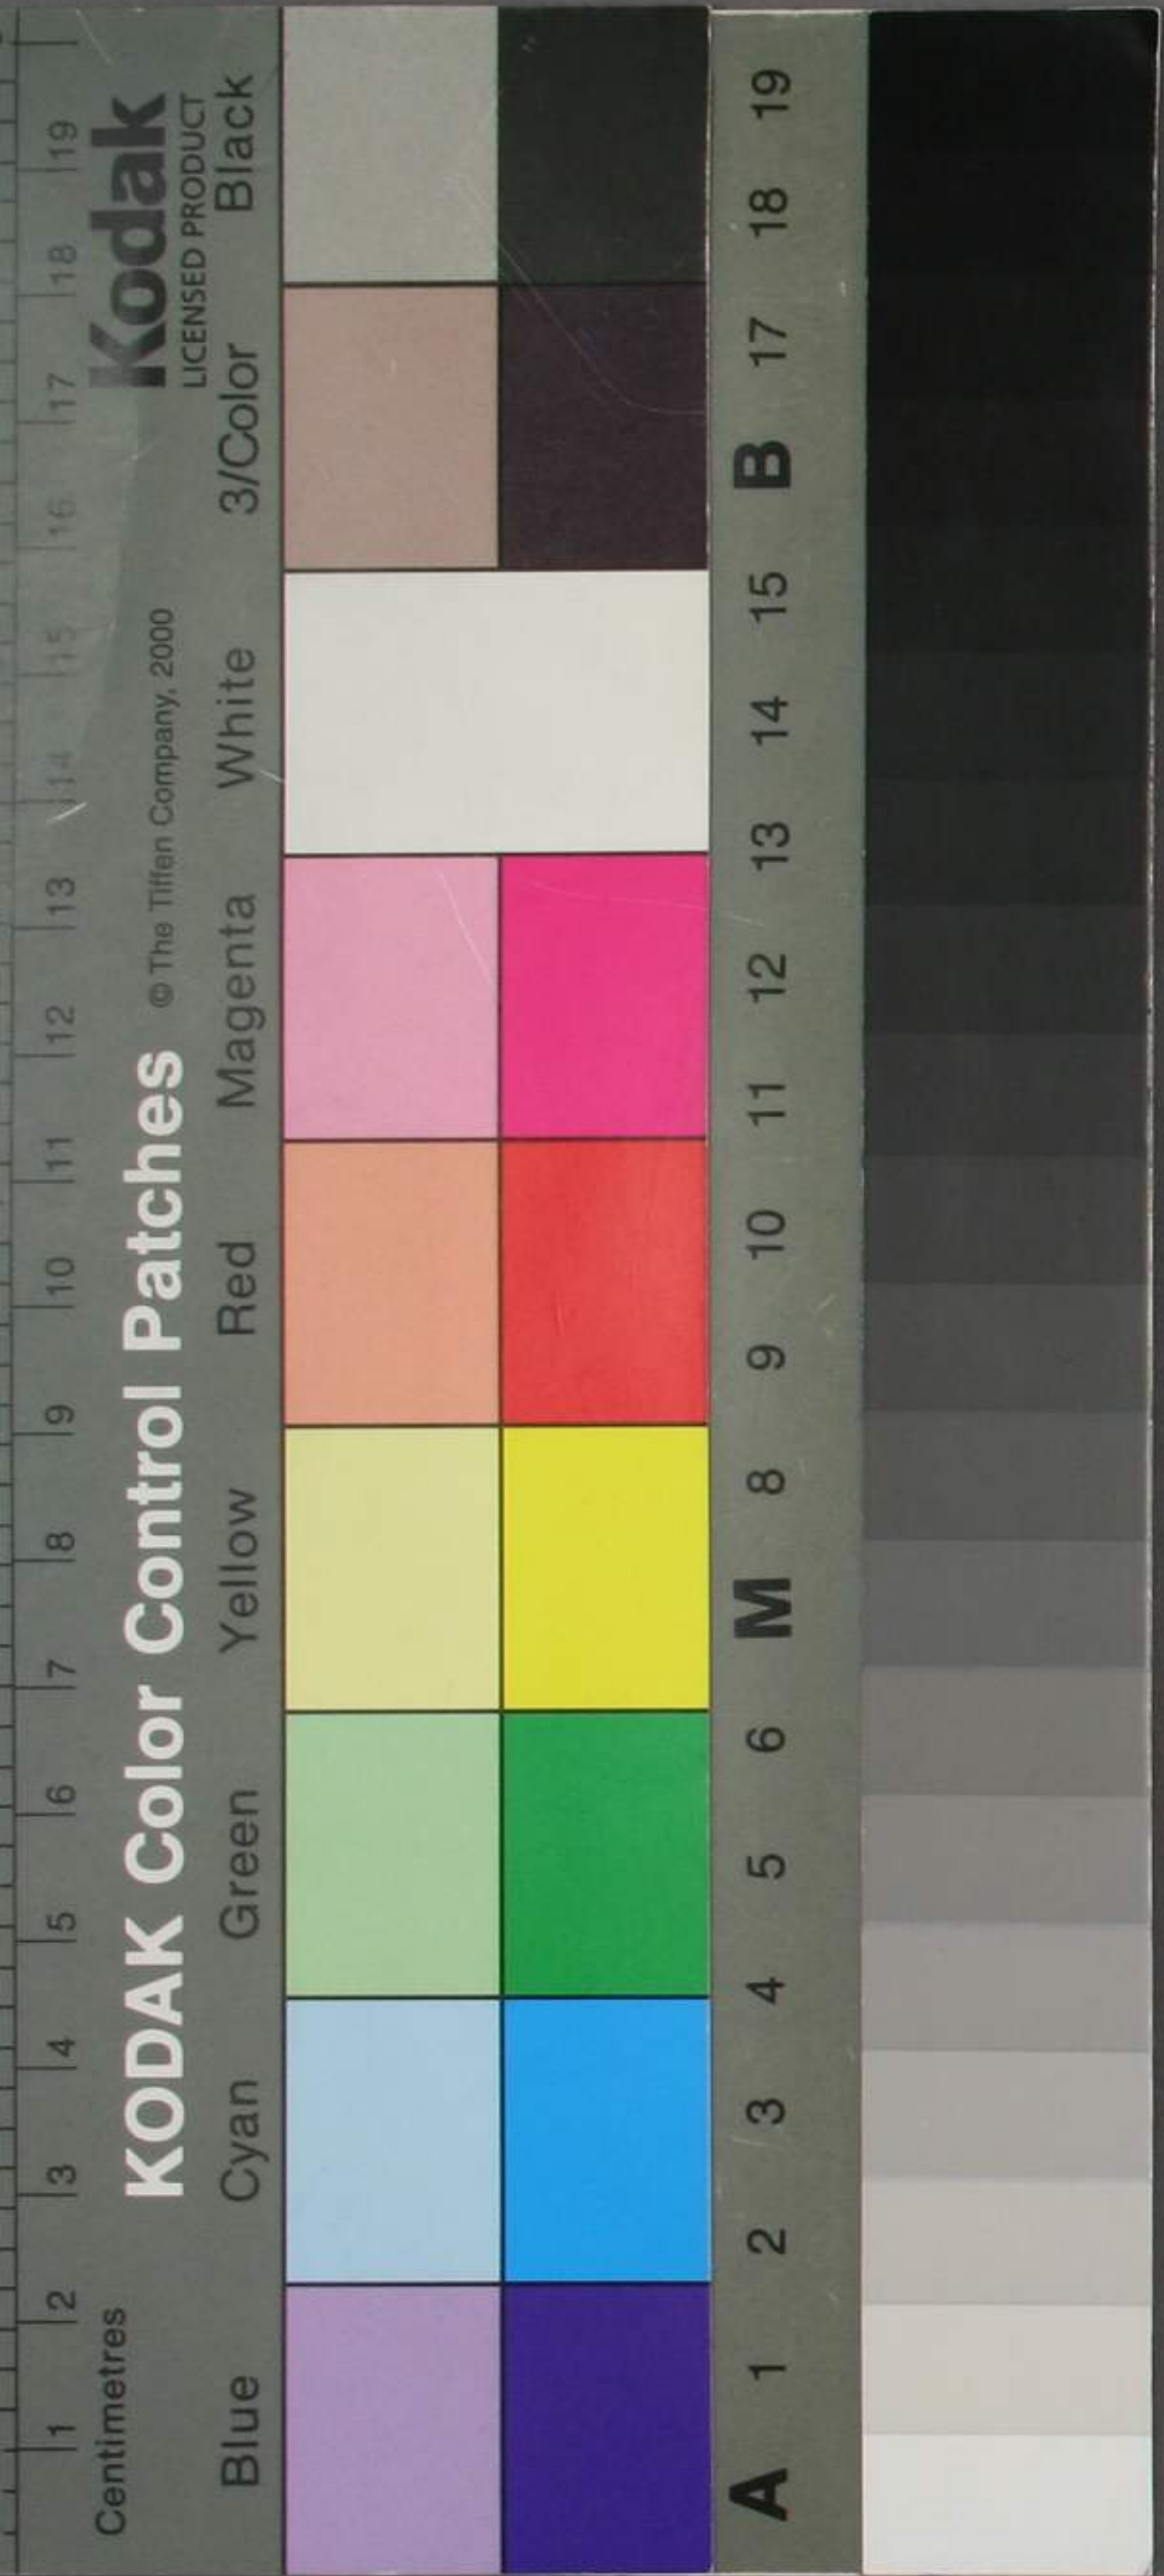 1 2 3 4 5 6 7 8 9 10 11 12 13 14 15 16 17 18 19
Centimetres
KODAK Color Control Patches © The Tiffen Company, 2000 Kodak
LICENSED PRODUCT
Blue Cyan Green Yellow Red Magenta White 3/Color Black
A 1 2 3 4 5 6 M 8 9 10 11 12 13 14 15 B 17 18 19